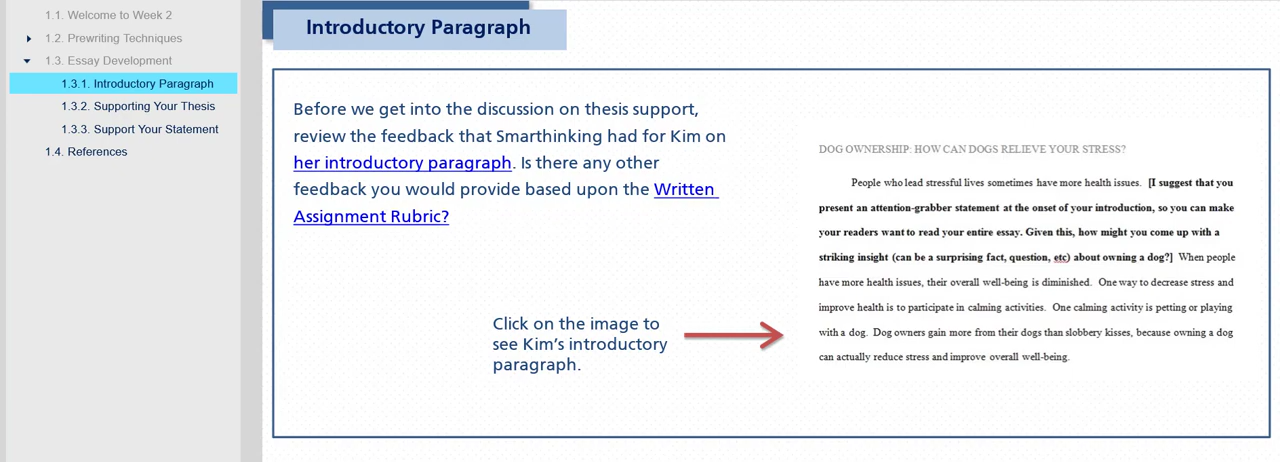 1.1. Welcome to Week 2
1.2. Prewriting Techniques
1.3. Essay Development
1.3.1. Introductory Paragraph
1.3.2. Supporting Your Thesis
1.3.3. Support Your Statement
1.4. References
Introductory Paragraph
Before we get into the discussion on thesis support,
review the feedback that Smarthinking had for Kim on
her introductory paragraph. Is there any other
feedback you would provide based upon the Written
Assignment Rubric?
Click on the image to
see Kim's introductory
paragraph.
DOG OWNERSHIP: HOW CAN DOGS RELIEVE YOUR STRESS?
People who lead stressful lives sometimes have more health issues. [I suggest that you
present an attention-grabber statement at the onset of your introduction, so you can make
your readers want to read your entire essay. Given this, how might you come up with a
striking insight (can be a surprising fact, question, etc) about owning a dog?] When people
have more health issues, their overall well-being is diminished. One way to decrease stress and
improve health is to participate in calming activities. One calming activity is petting or playing
with a dog. Dog owners gain more from their dogs than slobbery kisses, because owning a dog
can actually reduce stress and improve overall well-being.